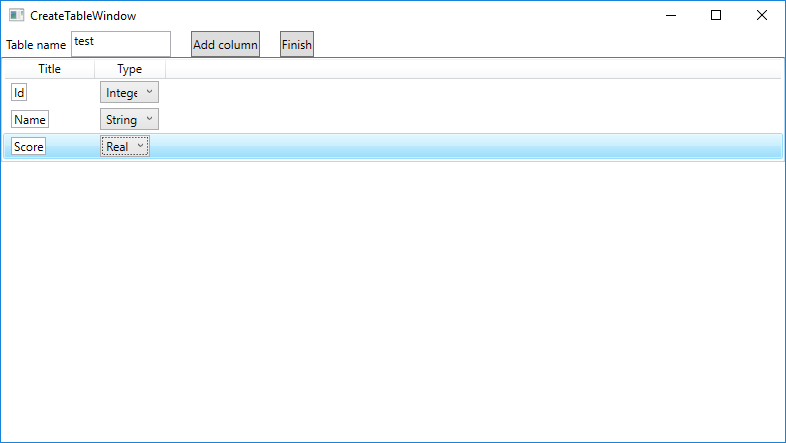 CreateTableWindow
Table name test Add column Finish
Title Type
Id Intege
Name String
Score Real